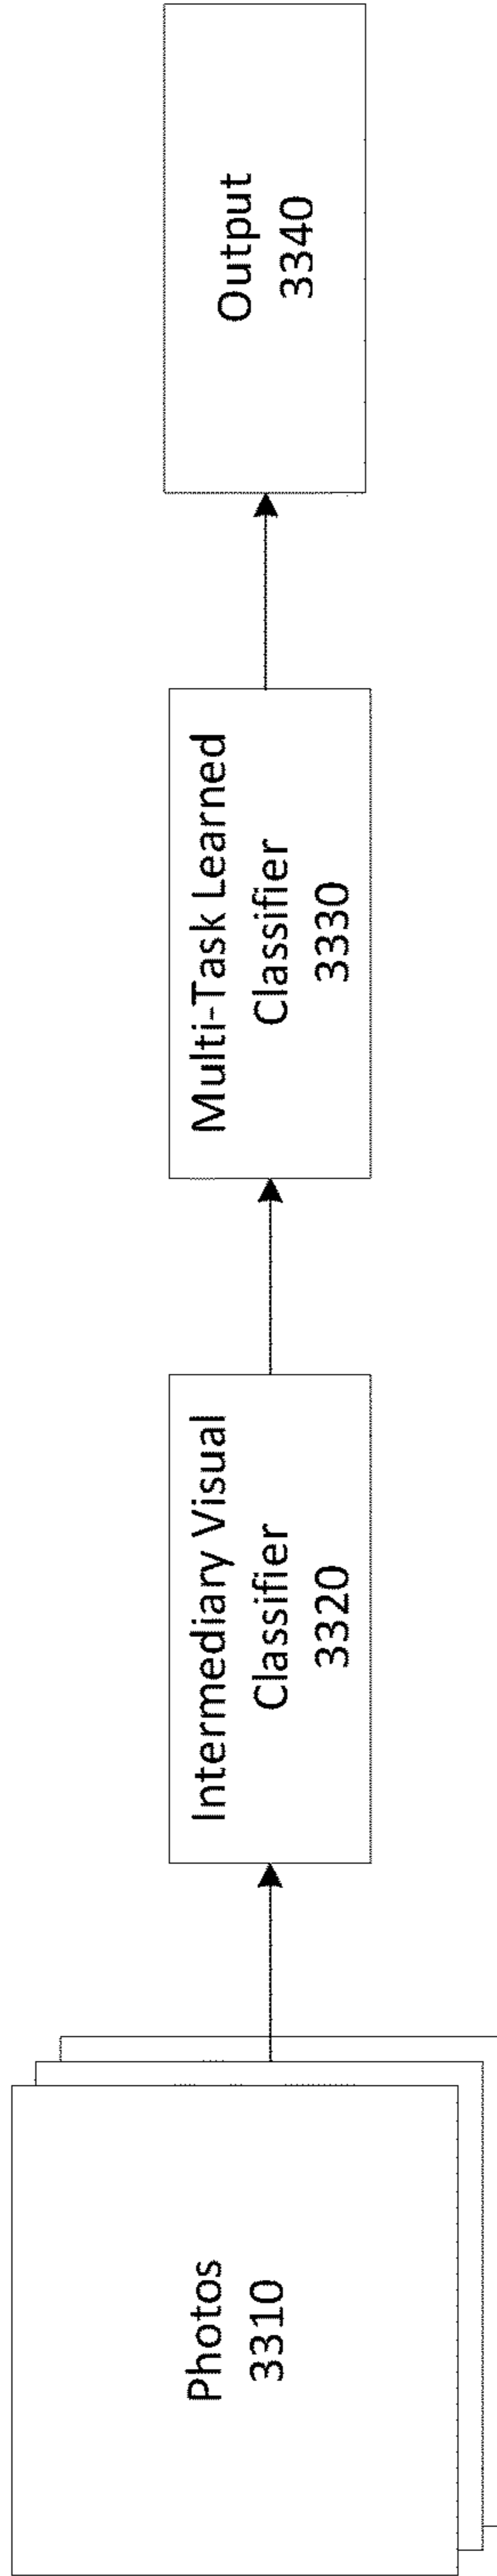 Photos
3310
Intermediary Visual
Classifier
3320
Multi-Task Learned
Classifier
3330
Output
3340